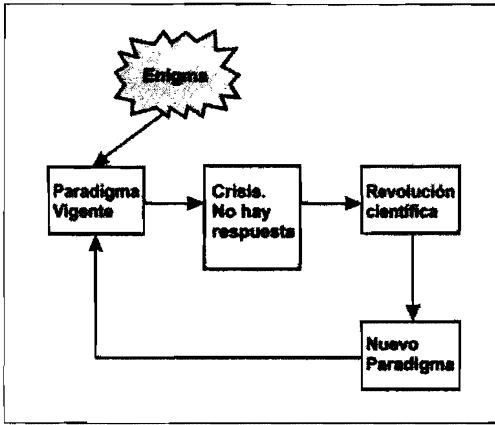 Enigma
Paradigma
Vigente
Crisis.
No hay
respuesta
Revolución
científica
Nuevo
Paradigma